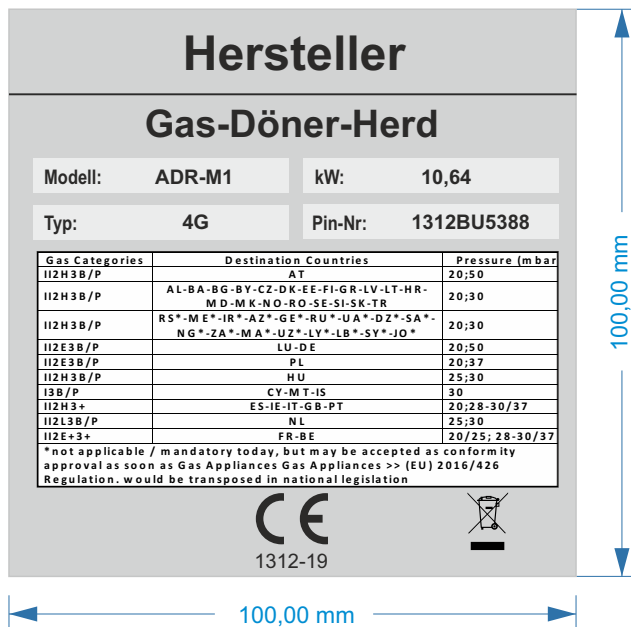 Hersteller
Gas-Döner-Herd
Modell: ADR-M1 kW: 10,64
Typ: 4G Pin-Nr: 1312BU5388
Gas Categories Destination Countries Pressure (mbar
II2H3B/P AT 20;50
II2H3B/P AL-BA-BG-BY-CZ-DK-EE-FI-GR-LV-LT-HR-
MD-MK-NO-RO-SE-SI-SK-TR 20;30
II2H3B/P RS*-ME*-IR*-AZ*-GE*-RU*-UA*-DZ*-SA*-
NG*-ZA*-MA*-UZ*-LY*-LB*-SY*-JO* 20;30
II2E3B/P LU-DE 20;50
II2E3B/P PL 20;37
II2H3B/P HU 25;30
I3B/P CY-MT-IS 30
II2H3+ ES-IE-IT-GB-PT 20;28-30/37
II2L3B/P NL 25;30
II2E+3+ FR-BE 20/25; 28-30/37
*not applicable / mandatory today, but may be accepted as conformity
approval as soon as Gas Appliances Gas Appliances >> (EU) 2016/426
Regulation. would be transposed in national legislation
CE
1312-19
100,00 mm
100,00 mm